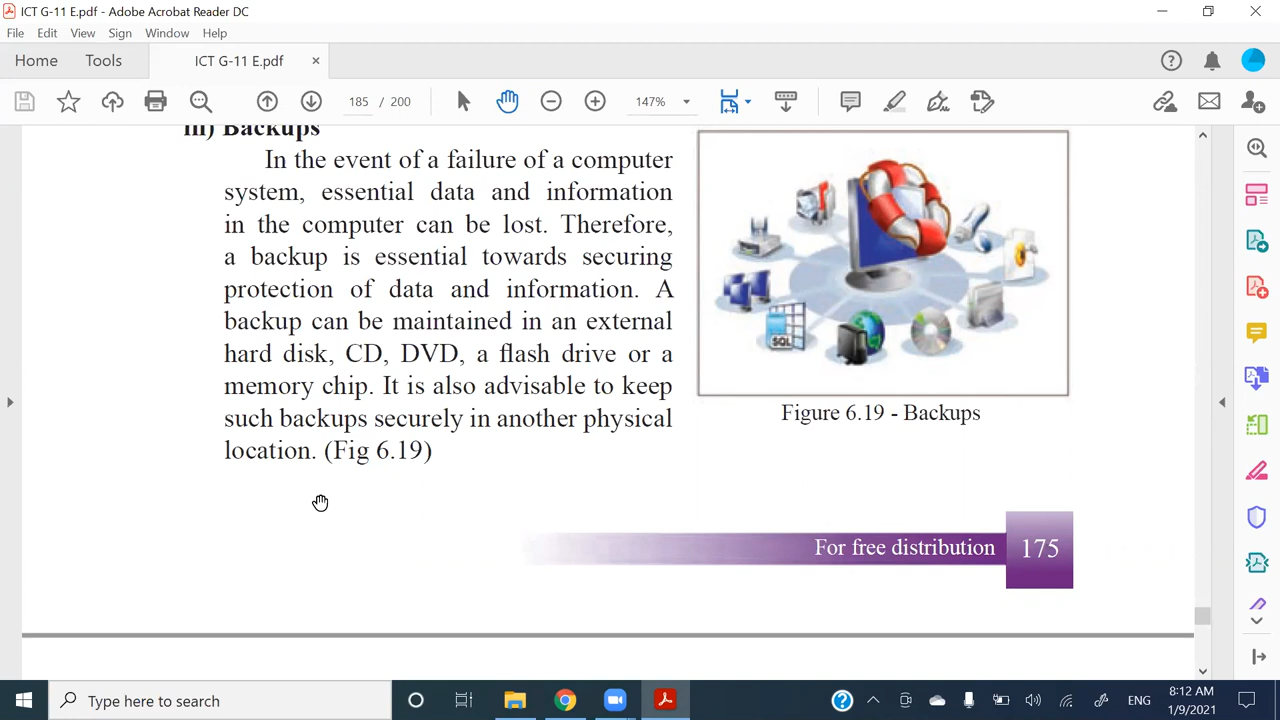 ICT G-11 E.pdf - Adobe Acrobat Reader DC
File Edit View Sign Window Help
Home Tools ICT G-11 E.pdf
185 / 200 147%
iii) Backups
In the event of a failure of a computer
system, essential data and information
in the computer can be lost. Therefore,
a backup is essential towards securing
protection of data and information. A
backup can be maintained in an external
hard disk, CD, DVD, a flash drive or a
memory chip. It is also advisable to keep
such backups securely in another physical
location. (Fig 6.19)
SQL
Figure 6.19 - Backups
For free distribution 175
Type here to search
ENG
8:12 AM
1/9/2021